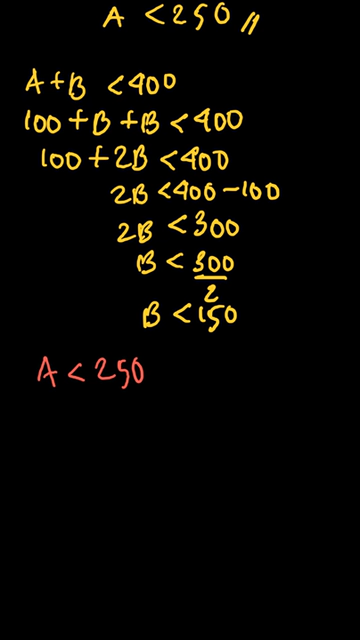 A < 250 //
A + B < 400
100 + B + B < 400
100 + 2B < 400
2B < 400 - 100
2B < 300
B < 300
2
B < 150
A < 250